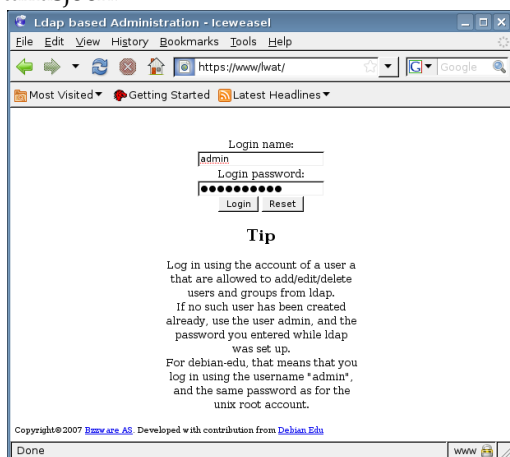 Ldap based Administration - Iceweasel
File Edit View History Bookmarks Tools Help
https://www/lwat/
G Google
Most Visited Getting Started Latest Headlines
Login name:
admin
Login password:
●●●●●●●●●●
Login Reset
Tip
Log in using the account of a user a
that are allowed to add/edit/delete
users and groups from ldap.
If no such user has been created
already, use the user admin, and the
password you entered while ldap
was set up.
For debian-edu, that means that you
log in using the username "admin",
and the same password as for the
unix root account.
Copyright©2007 Bzzware AS. Developed with contribution from Debian Edu
Done www